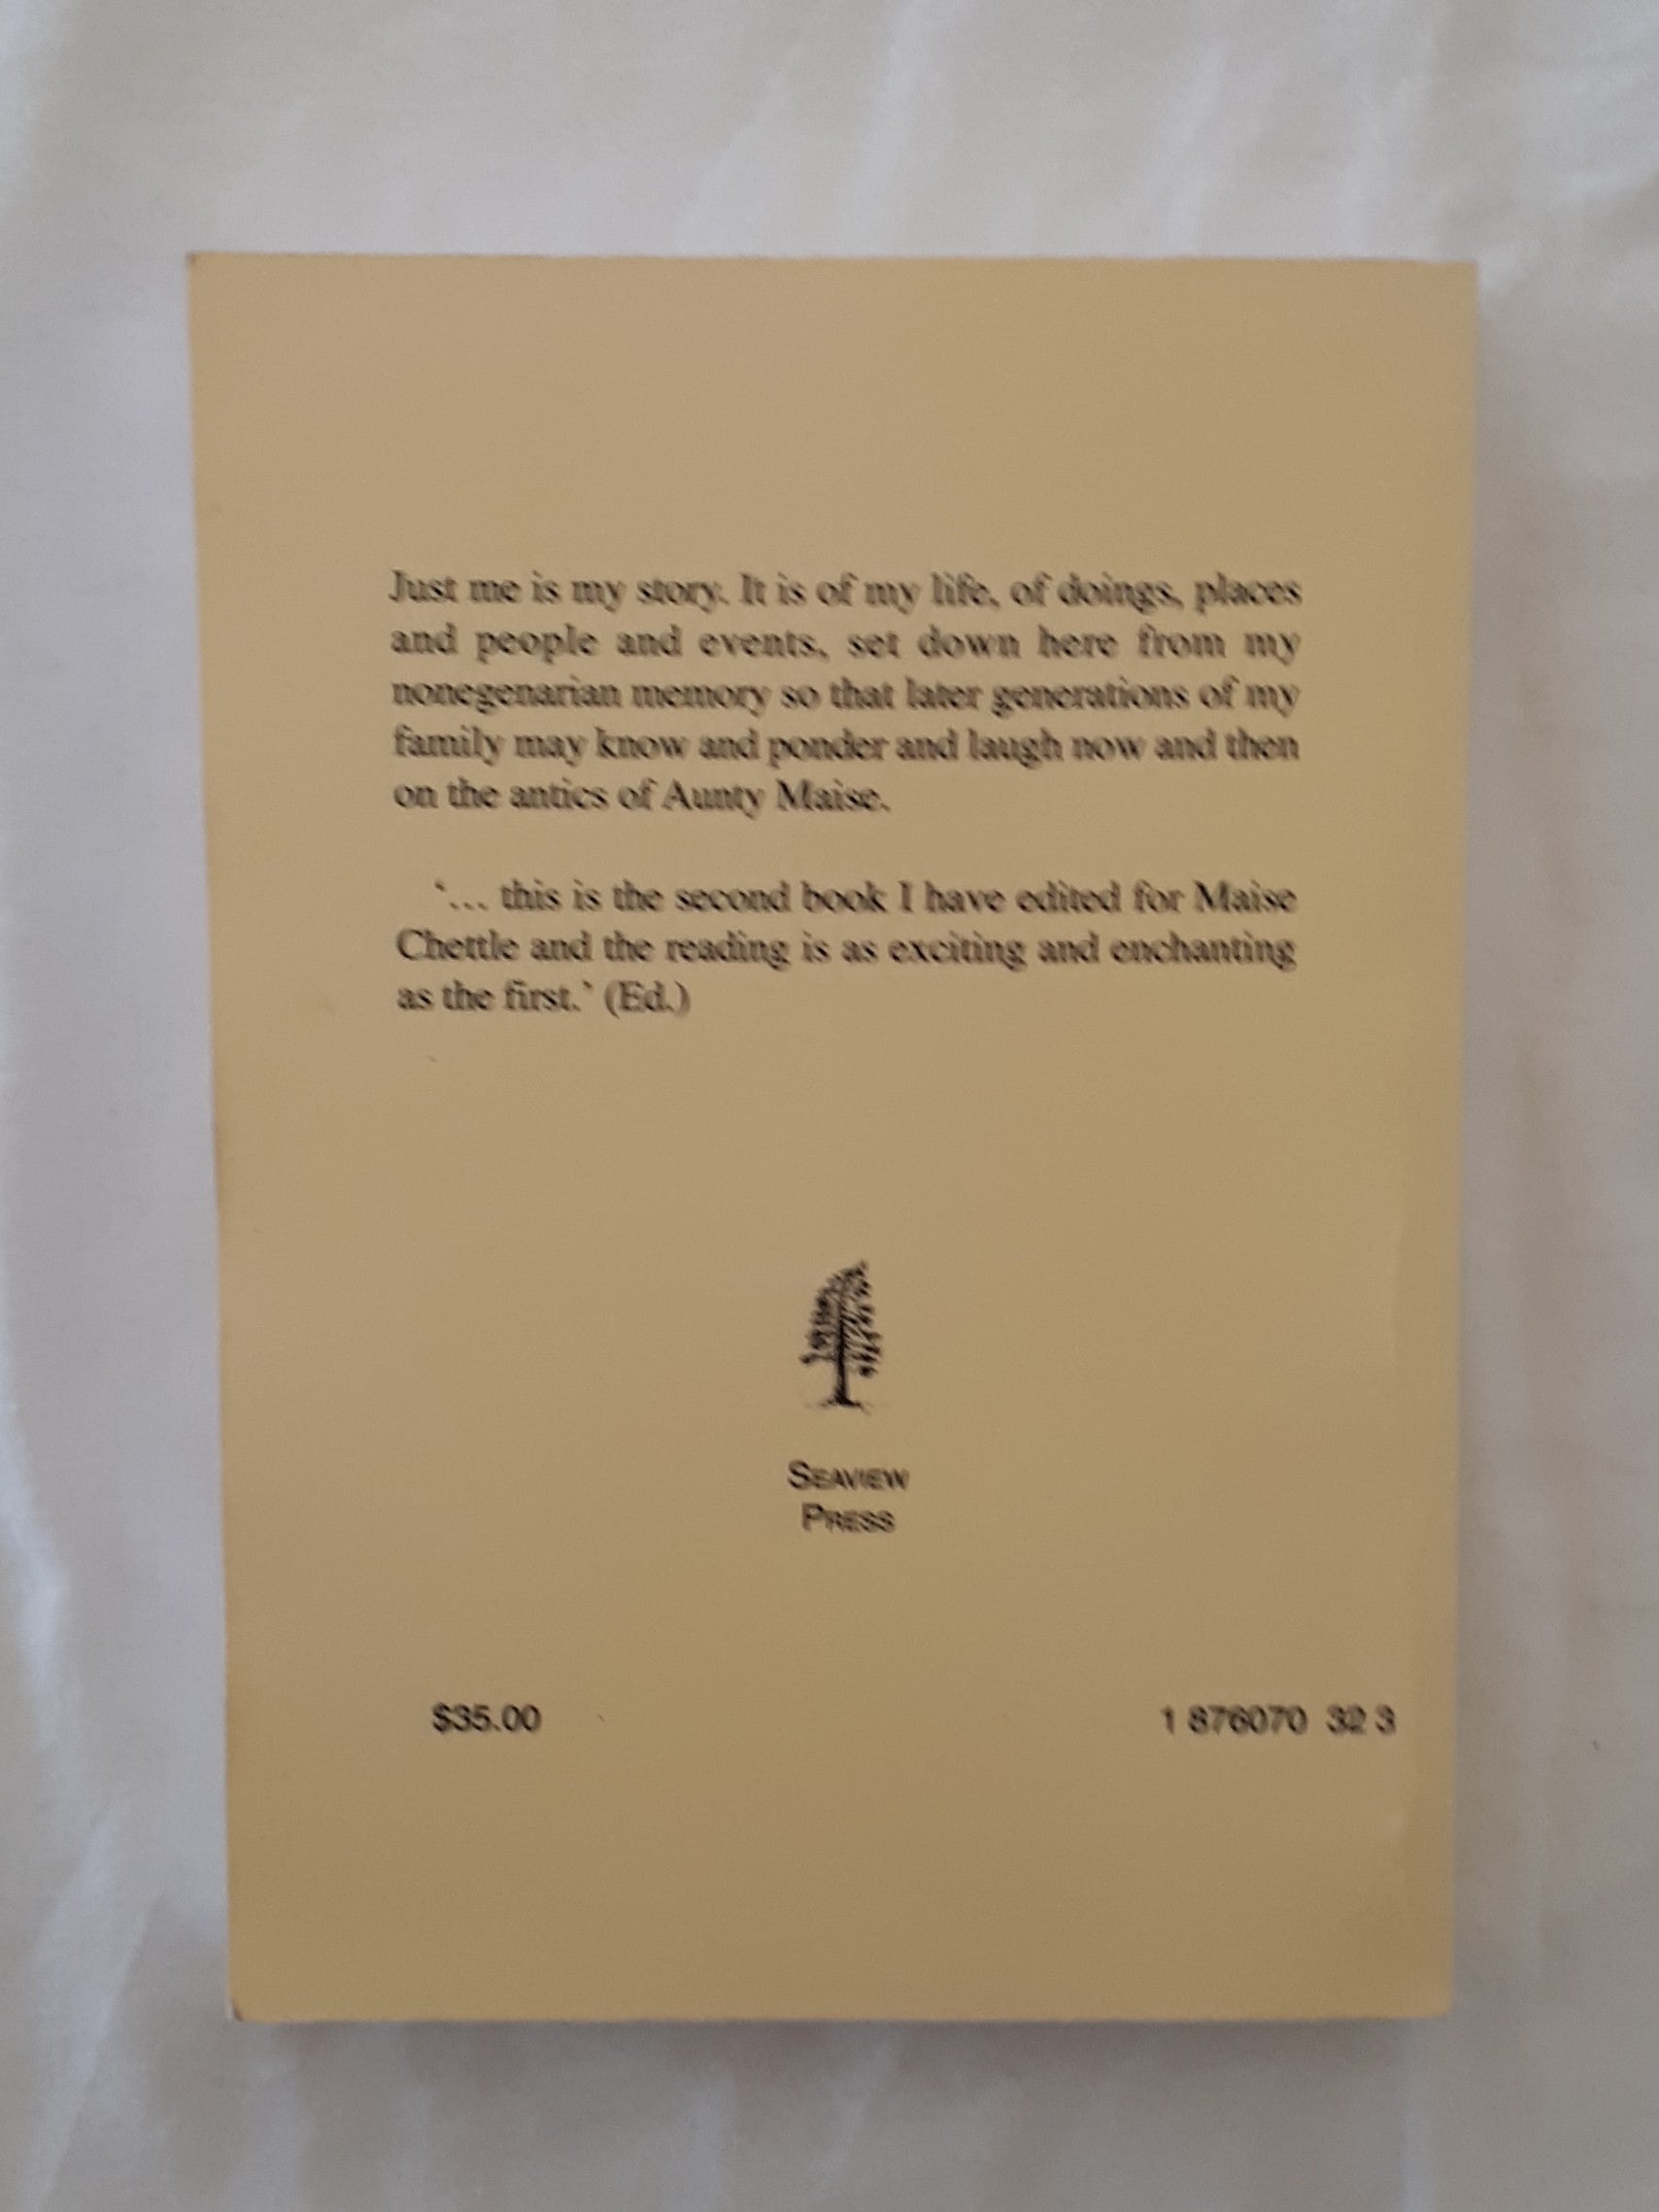 Just me is my story. It is of my life, of doings, places
and people and events, set down here from my
nonegenarian memory so that later generations of my
family may know and ponder and laugh now and then
on the antics of Aunty Maise.
‘... this is the second book I have edited for Maise
Chettle and the reading is as exciting and enchanting
as the first.’ (Ed.)
SEAVIEW
PRESS
$35.00 1 876070 32 3